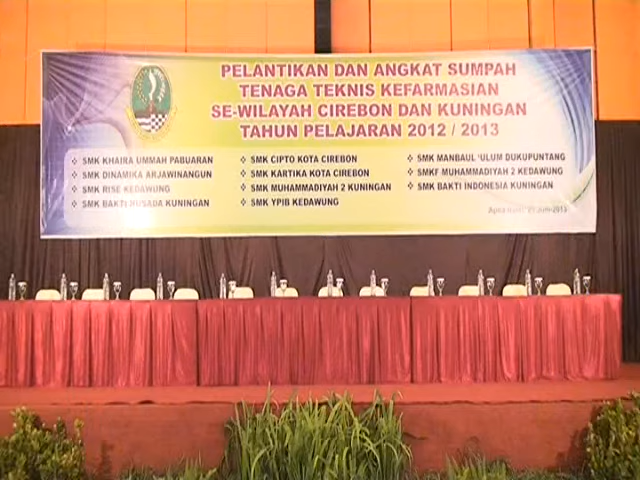 PELANTIKAN DAN ANGKAT SUMPAH
TENAGA TEKNIS KEFARMASIAN
SE-WILAYAH CIREBON DAN KUNINGAN
TAHUN PELAJARAN 2012 / 2013
❖ SMK KHAIRA UMMAH PABUARAN
❖ SMK DINAMIKA ARJAWINANGUN
❖ SMK RISE KEDAWUNG
❖ SMK BAKTI HUSADA KUNINGAN
❖ SMK CIPTO KOTA CIREBON
❖ SMK KARTIKA KOTA CIREBON
❖ SMK MUHAMMADIYAH 2 KUNINGAN
❖ SMK YPIB KEDAWUNG
❖ SMK MANBAUL 'ULUM DUKUPUNTANG
❖ SMKF MUHAMMADIYAH 2 KEDAWUNG
❖ SMK BAKTI INDONESIA KUNINGAN